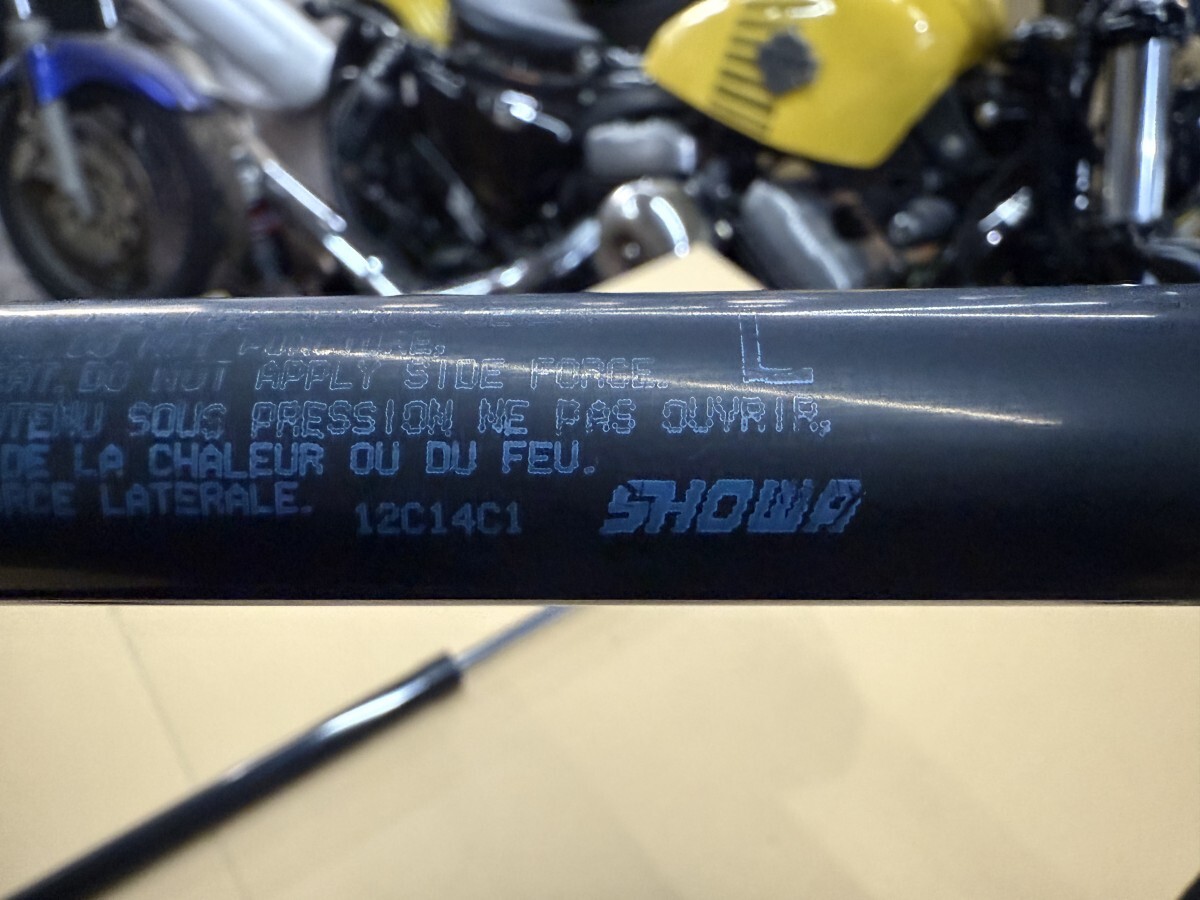 DO NOT PUNCTURE.
L
DO NOT APPLY SIDE FORCE.
SOUS PRESSION NE PAS OUVRIR,
DE LA CHALEUR OU DU FEU.
RCE LATERALE.
12C14C1
SHOWA